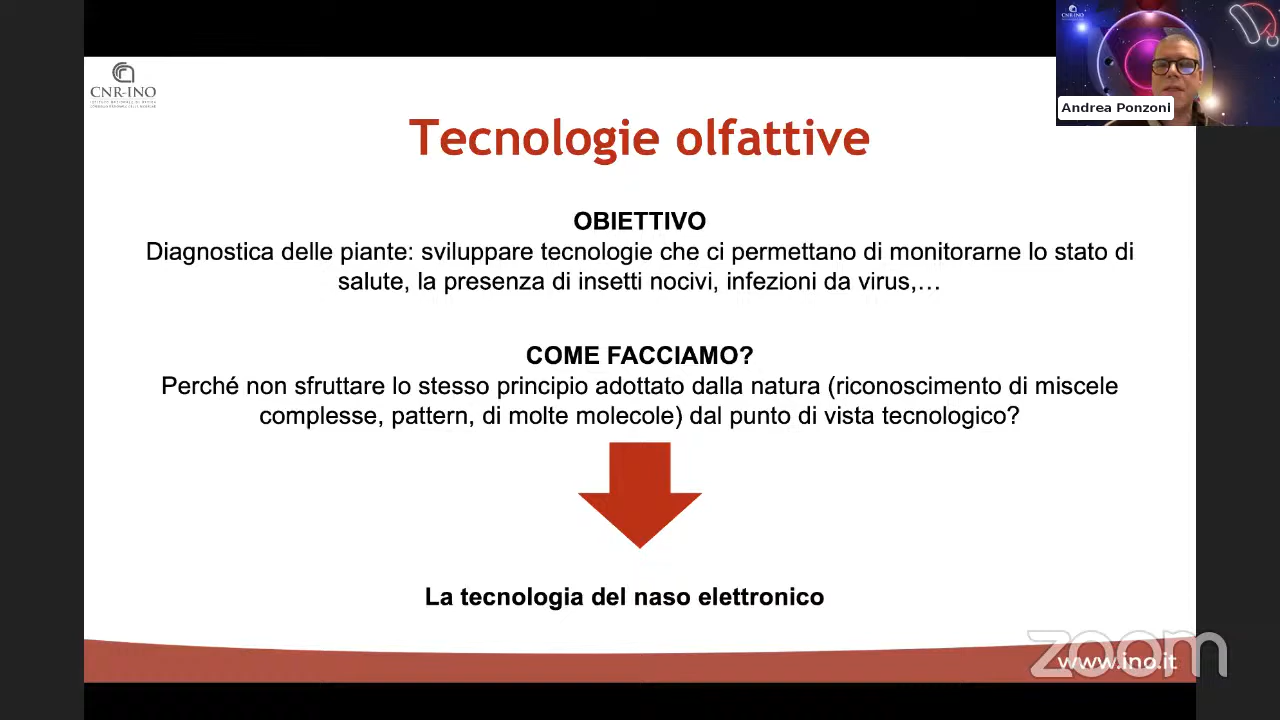 CNR-INO
CNR-INO
Andrea Ponzoni
Tecnologie olfattive
OBIETTIVO
Diagnostica delle piante: sviluppare tecnologie che ci permettano di monitorarne lo stato di
salute, la presenza di insetti nocivi, infezioni da virus,…
COME FACCIAMO?
Perché non sfruttare lo stesso principio adottato dalla natura (riconoscimento di miscele
complesse, pattern, di molte molecole) dal punto di vista tecnologico?
La tecnologia del naso elettronico
zoom
www.ino.it